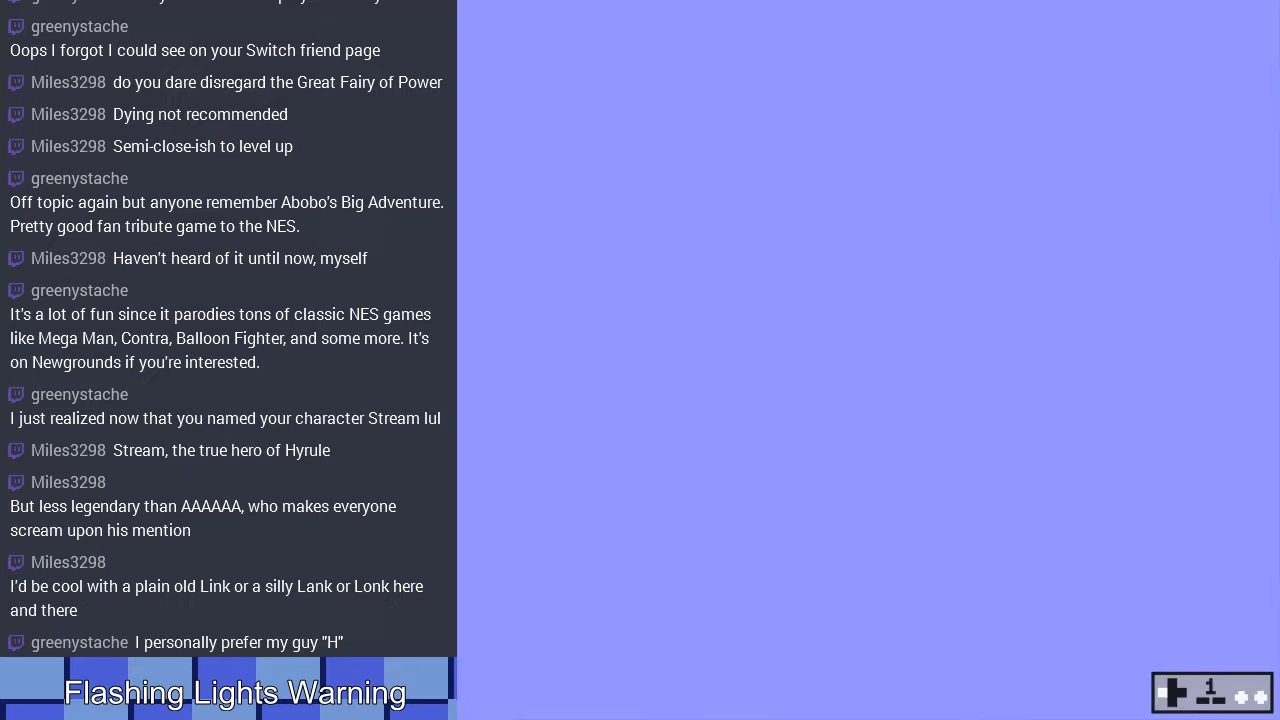 greenystache
Oops I forgot I could see on your Switch friend page
Miles3298 do you dare disregard the Great Fairy of Power
Miles3298 Dying not recommended
Miles3298 Semi-close-ish to level up
greenystache
Off topic again but anyone remember Abobo's Big Adventure.
Pretty good fan tribute game to the NES.
Miles3298 Haven't heard of it until now, myself
greenystache
It's a lot of fun since it parodies tons of classic NES games
like Mega Man, Contra, Balloon Fighter, and some more. It's
on Newgrounds if you're interested.
greenystache
I just realized now that you named your character Stream lul
Miles3298 Stream, the true hero of Hyrule
Miles3298
But less legendary than AAAAAA, who makes everyone
scream upon his mention
Miles3298
I'd be cool with a plain old Link or a silly Lank or Lonk here
and there
greenystache I personally prefer my guy "H"
Flashing Lights Warning
1